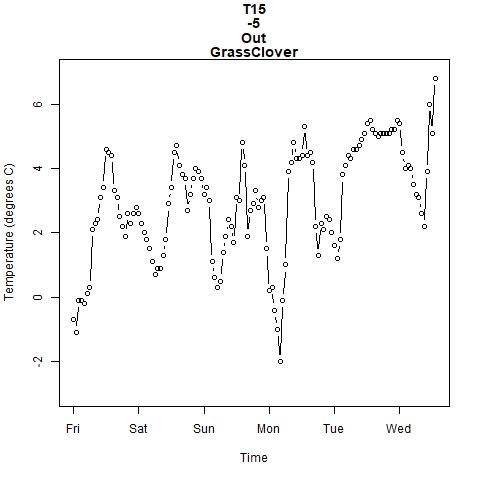 T15
-5
Out
GrassClover
Temperature (degrees C)
6
4
2
0
-2
Fri Sat Sun Mon Tue Wed
Time